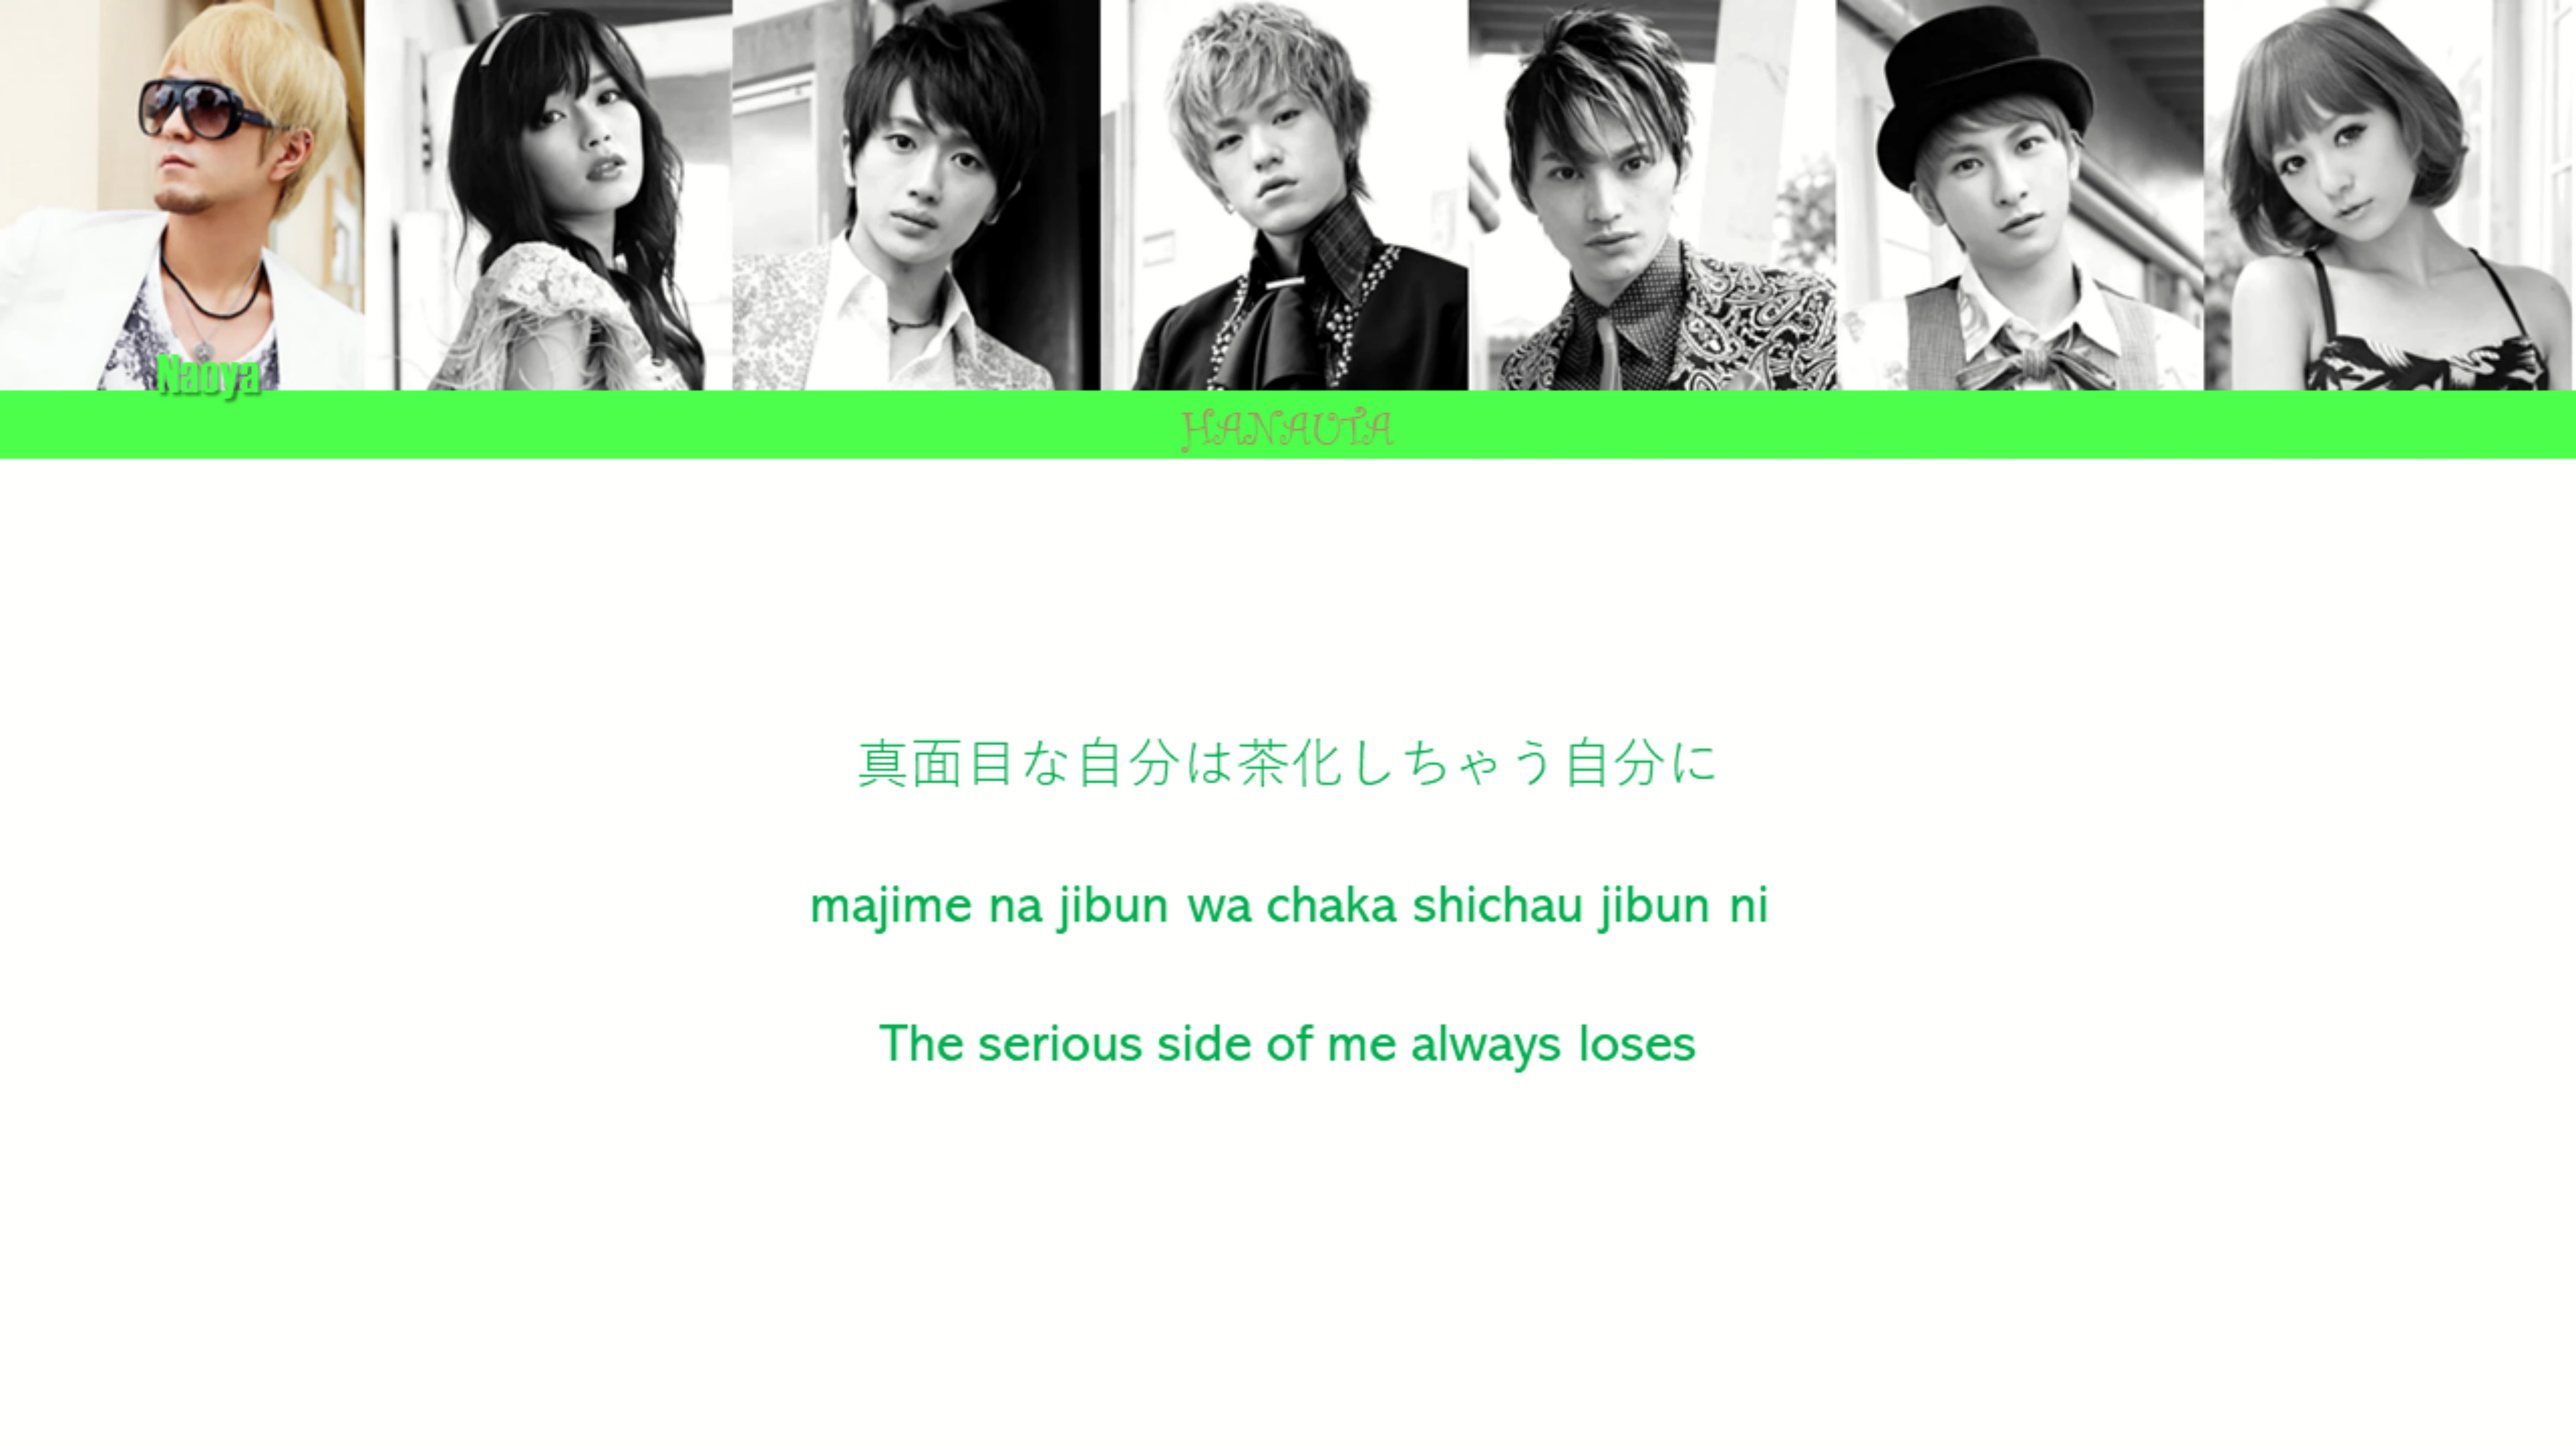 Naoya
HANAUTA
真面目な自分は茶化しちゃう自分に
majime na jibun wa chaka shichau jibun ni
The serious side of me always loses